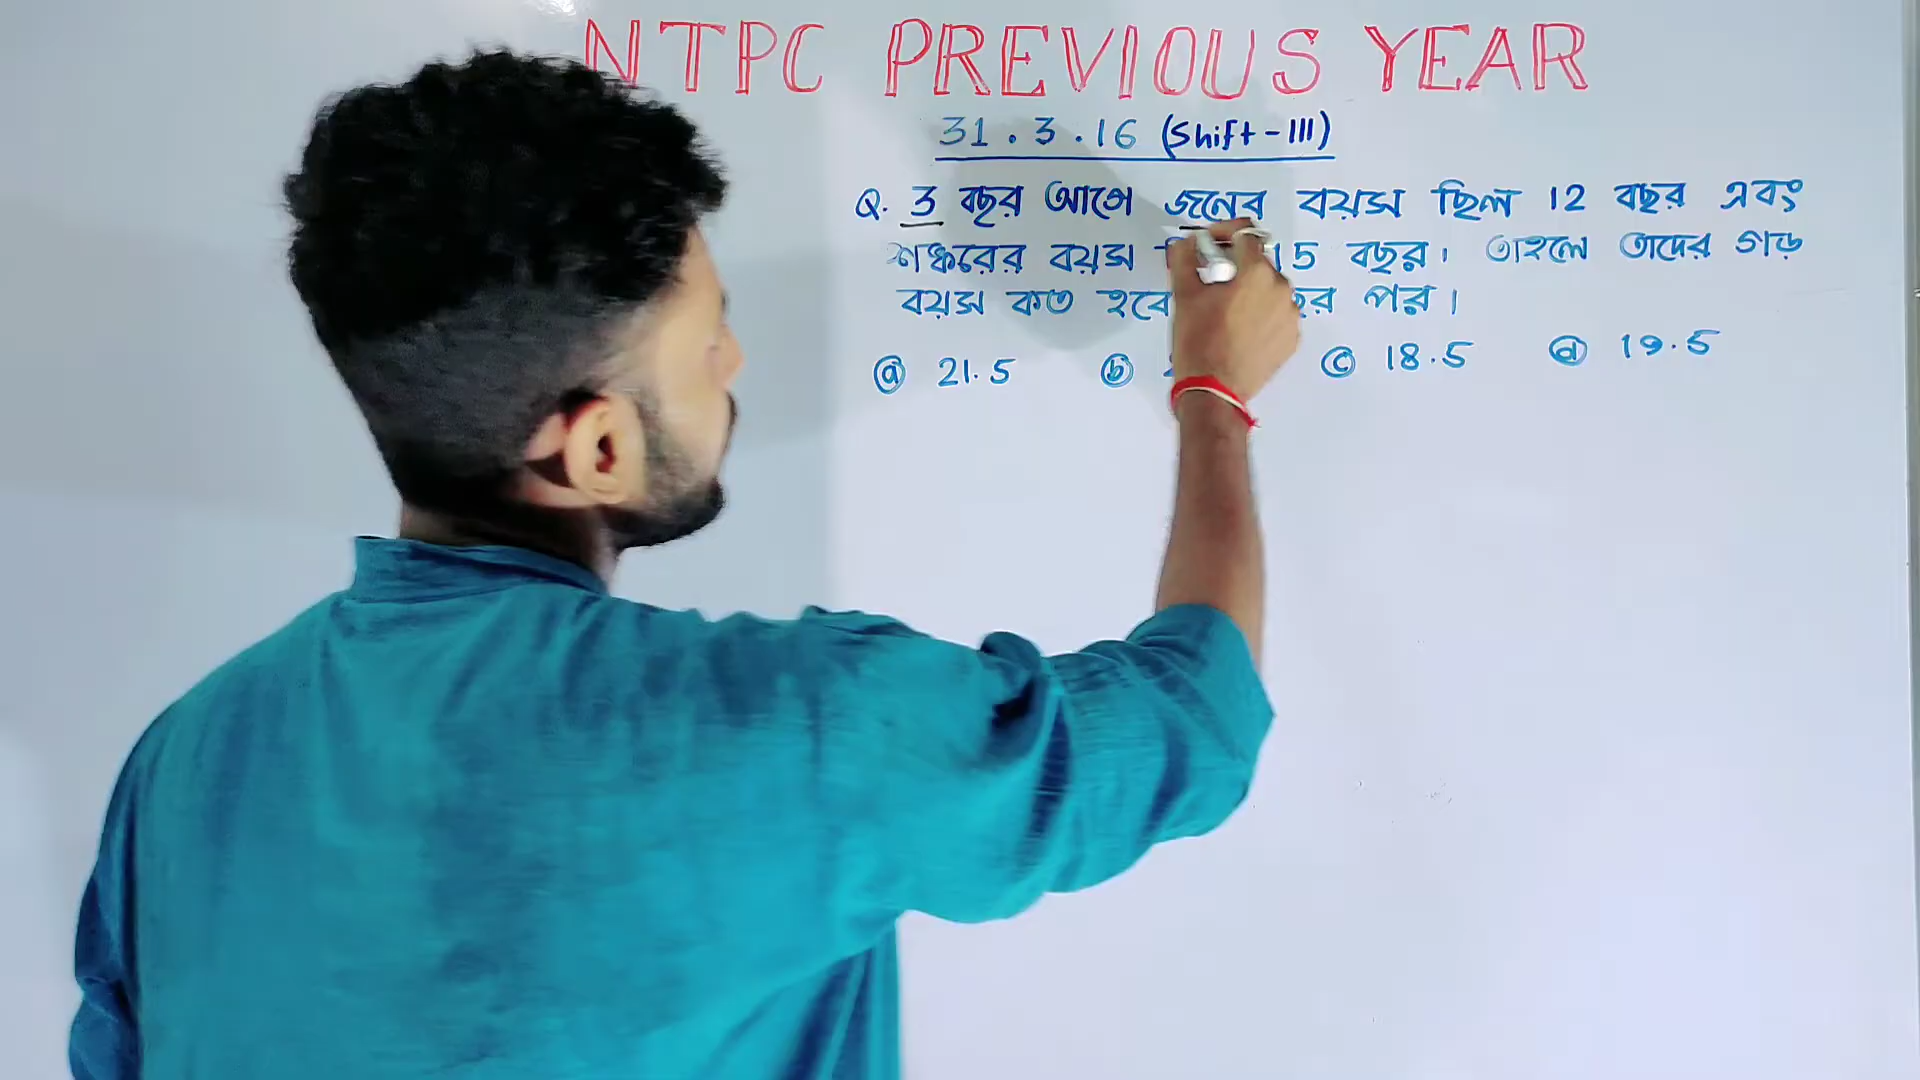 NTPC PREVIOUS YEAR
31.3.16 (Shift-III)
Q. 3 বছর আগে জনের বয়স ছিল 12 বছর এবং
শঙ্করের বয়স 15 বছর। তাহলে তাদের গড়
বয়স কত হবে পর।
(a) 21.5 (b) (c) 18.5 (d) 19.5